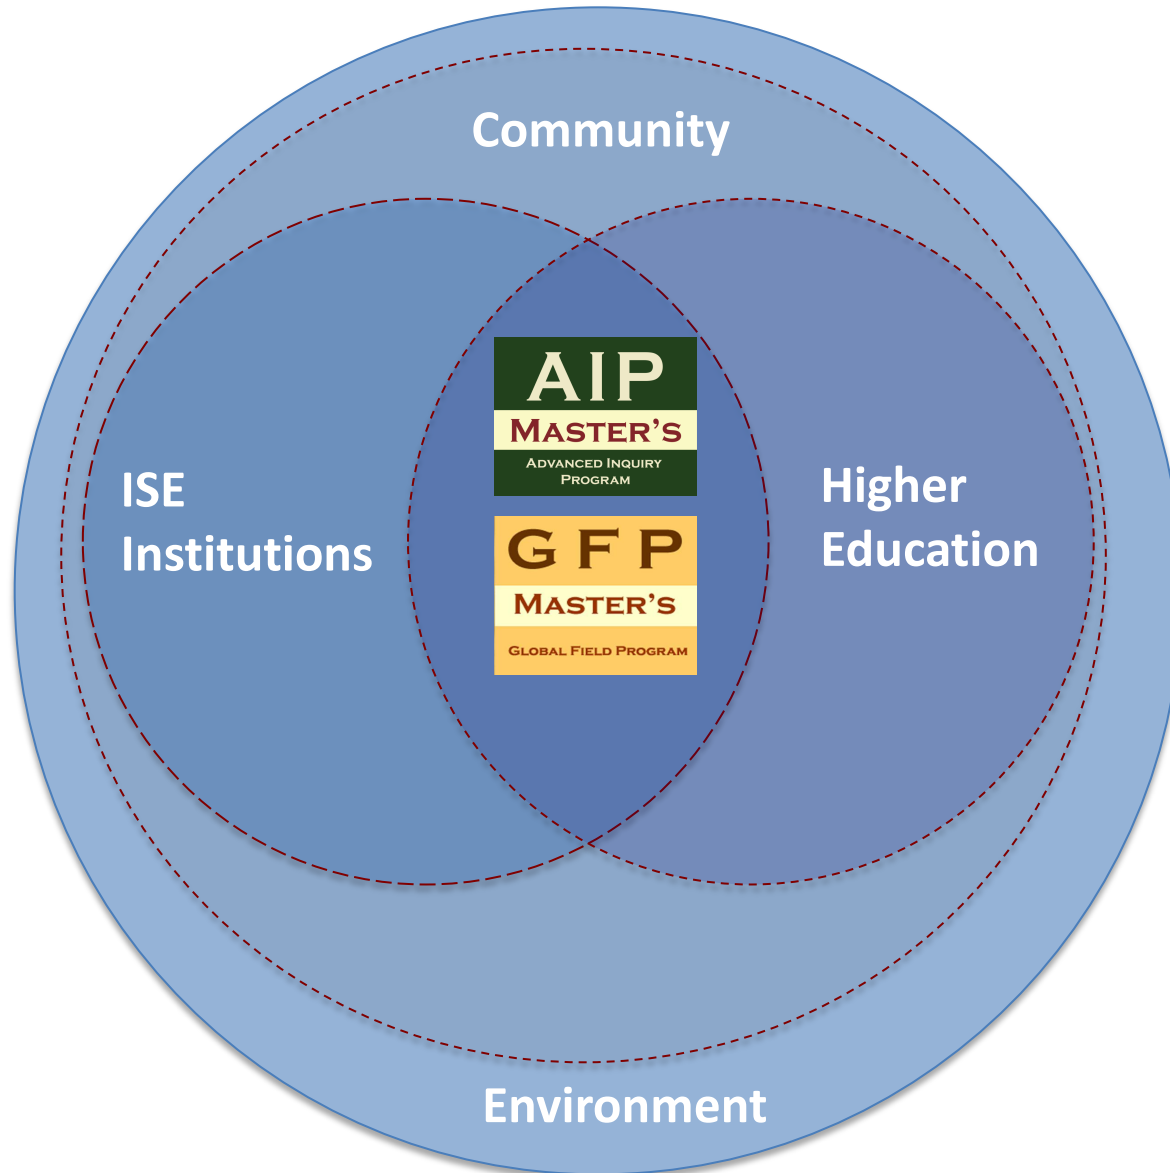 Community
ISE
Institutions
AIP
MASTER'S
ADVANCED INQUIRY
PROGRAM
GFP
MASTER'S
GLOBAL FIELD PROGRAM
Higher
Education
Environment